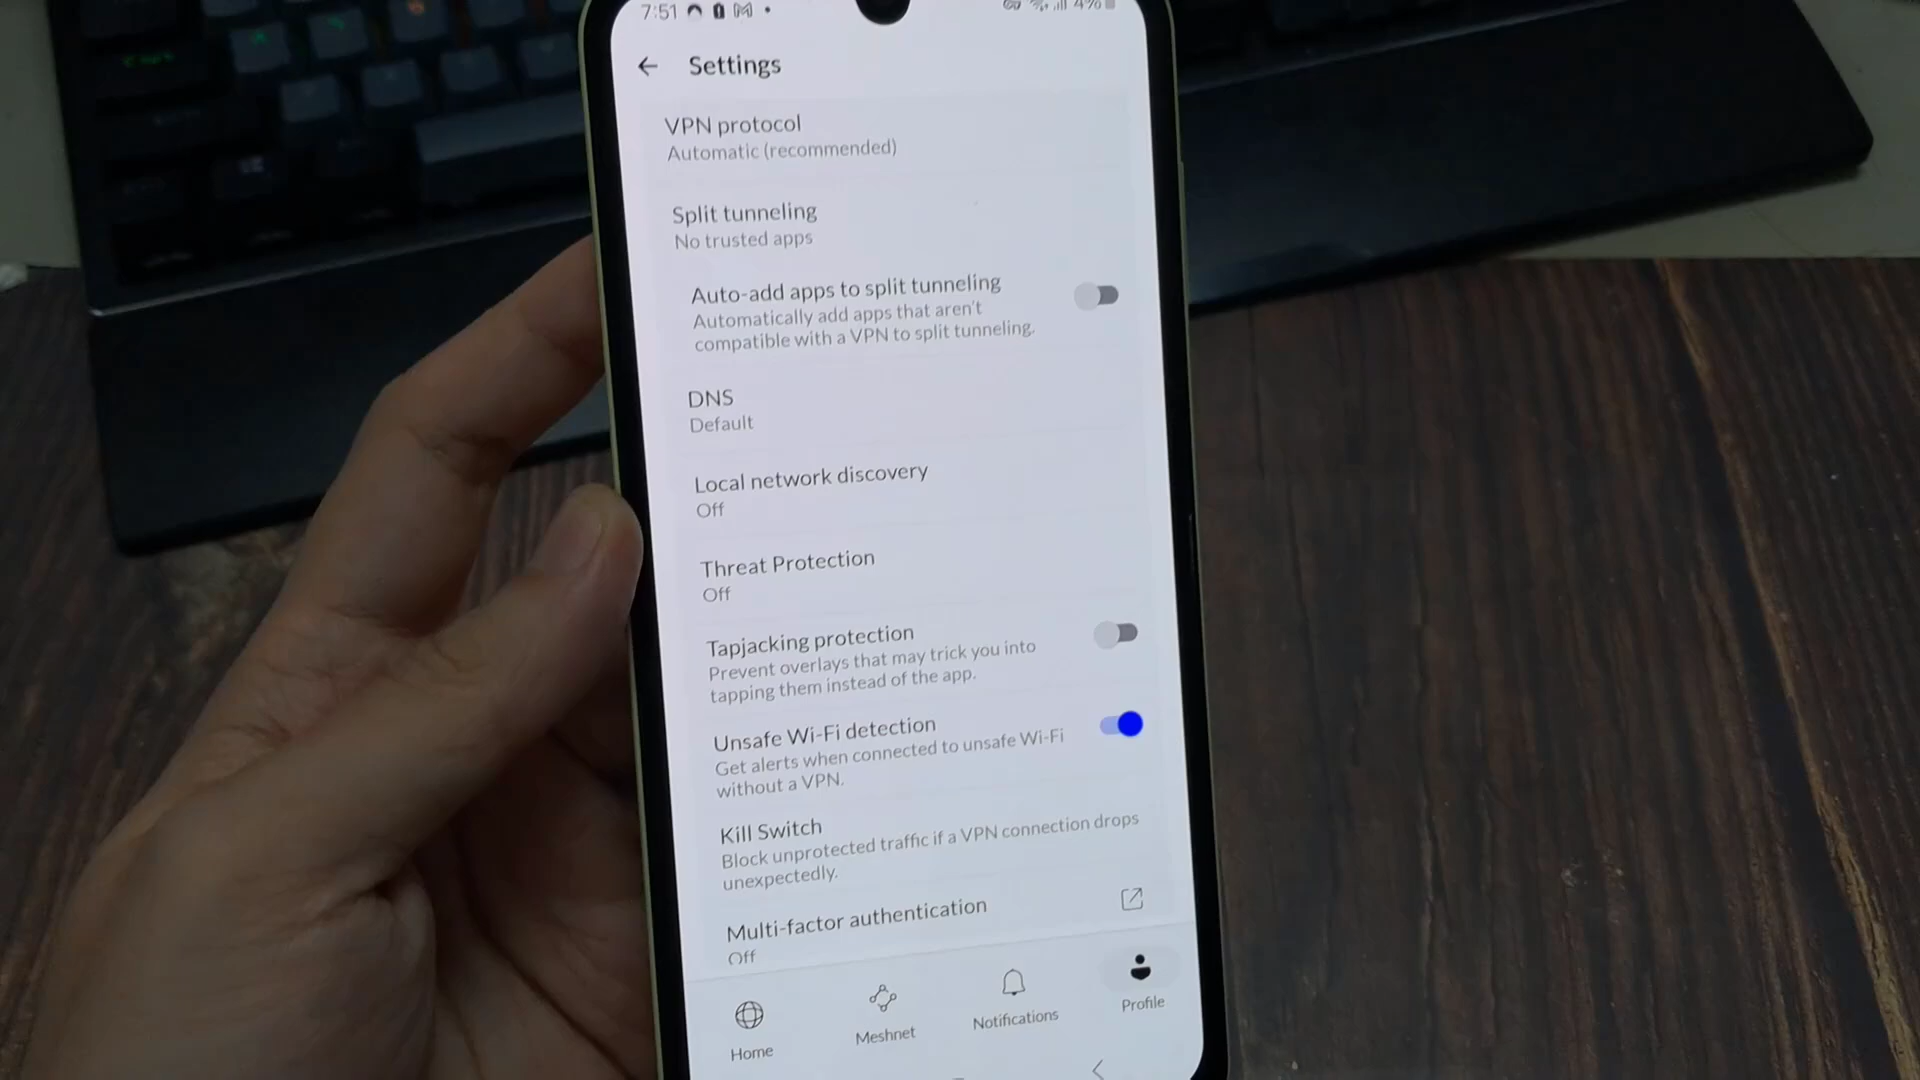 7:51
4%
Settings
VPN protocol
Automatic (recommended)
Split tunneling
No trusted apps
Auto-add apps to split tunneling
Automatically add apps that aren't
compatible with a VPN to split tunneling.
DNS
Default
Local network discovery
Off
Threat Protection
Off
Tapjacking protection
Prevent overlays that may trick you into
tapping them instead of the app.
Unsafe Wi-Fi detection
Get alerts when connected to unsafe Wi-Fi
without a VPN.
Kill Switch
Block unprotected traffic if a VPN connection drops
unexpectedly.
Multi-factor authentication
Off
Home
Meshnet
Notifications
Profile